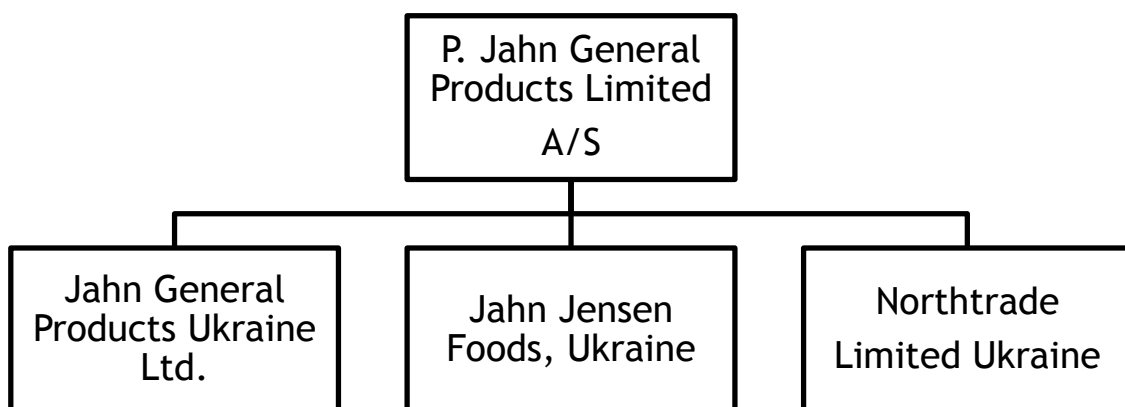 P. Jahn General
Products Limited
A/S
Jahn General
Products Ukraine
Ltd.
Jahn Jensen
Foods, Ukraine
Northtrade
Limited Ukraine